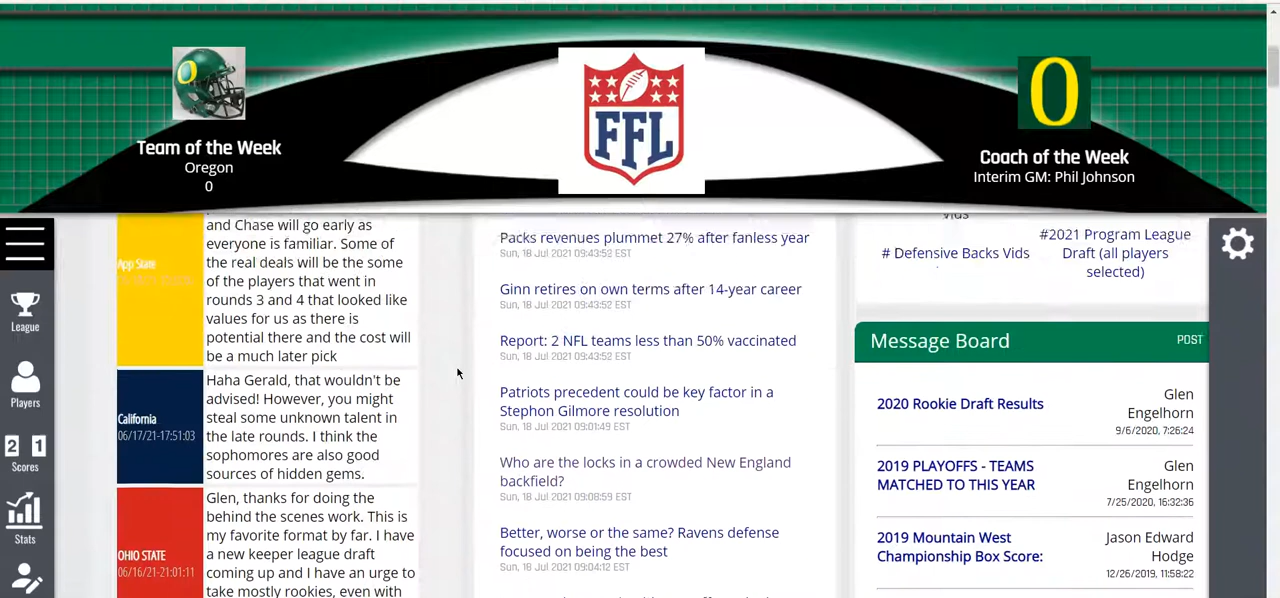 Team of the Week
Oregon
0
FFL
O
Coach of the Week
Interim GM: Phil Johnson
League
Players
2 1
Scores
Stats
App State
and Chase will go early as
everyone is familiar. Some of
the real deals will be the some
of the players that went in
rounds 3 and 4 that looked like
values for us as there is
potential there and the cost will
be a much later pick
California
06/17/21-17:51:03
Haha Gerald, that wouldn't be
advised! However, you might
steal some unknown talent in
the late rounds. I think the
sophomores are also good
sources of hidden gems.
OHIO STATE
06/16/21-21:01:11
Glen, thanks for doing the
behind the scenes work. This is
my favorite format by far. I have
a new keeper league draft
coming up and I have an urge to
take mostly rookies, even with
Packs revenues plummet 27% after fanless year
Sun, 18 Jul 2021 09:43:52 EST
Ginn retires on own terms after 14-year career
Sun, 18 Jul 2021 09:43:52 EST
Report: 2 NFL teams less than 50% vaccinated
Sun, 18 Jul 2021 09:43:52 EST
Patriots precedent could be key factor in a
Stephon Gilmore resolution
Sun, 18 Jul 2021 09:01:49 EST
Who are the locks in a crowded New England
backfield?
Sun, 18 Jul 2021 09:08:59 EST
Better, worse or the same? Ravens defense
focused on being the best
Sun, 18 Jul 2021 09:04:12 EST
Vids
# Defensive Backs Vids
#2021 Program League
Draft (all players
selected)
Message Board
POST
2020 Rookie Draft Results
Glen
Engelhorn
9/6/2020, 7:26:24
2019 PLAYOFFS - TEAMS
MATCHED TO THIS YEAR
Glen
Engelhorn
7/25/2020, 16:32:36
2019 Mountain West
Championship Box Score:
Jason Edward
Hodge
12/26/2019, 11:58:22